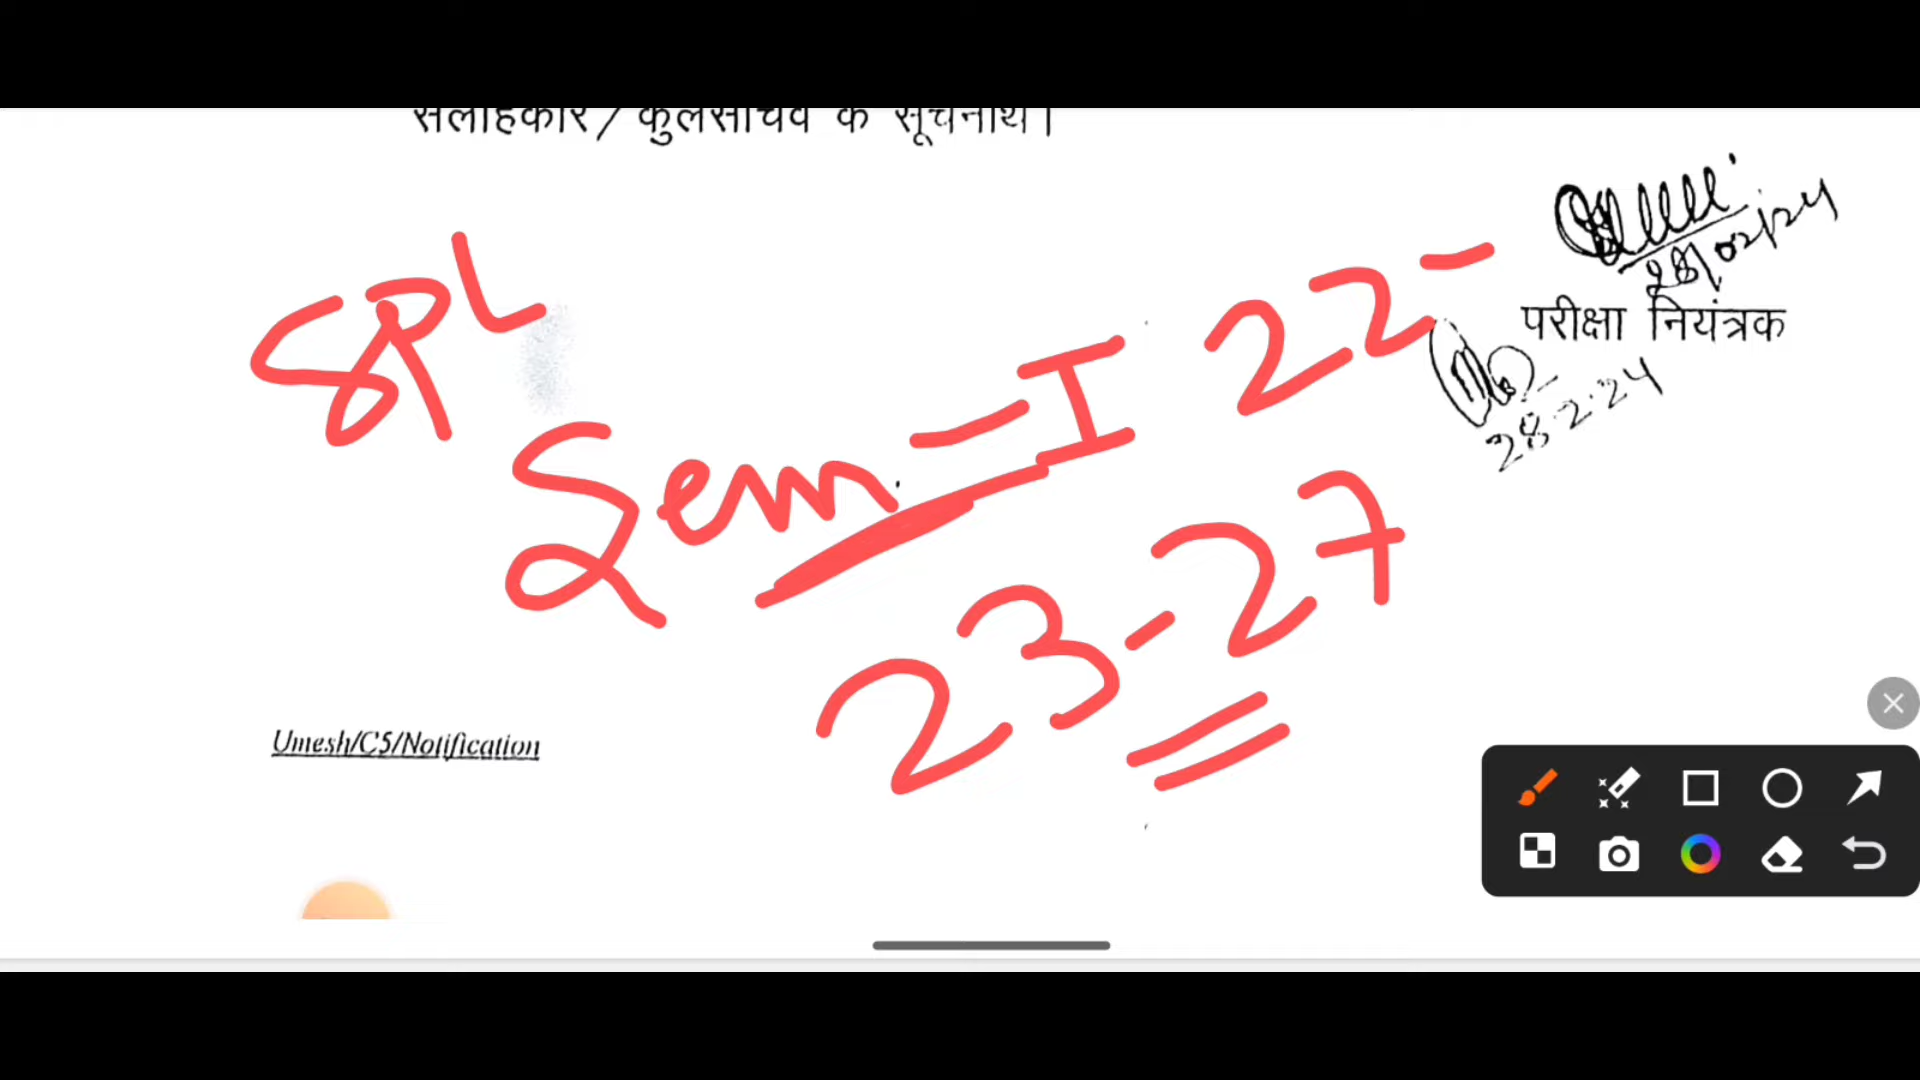 सलाहकार / कुलसचिव के सूचनार्थ।
28/02/24
परीक्षा नियंत्रक
28.2.24
SPL
Sem - I 22-
23-27
Umesh/C5/Notification